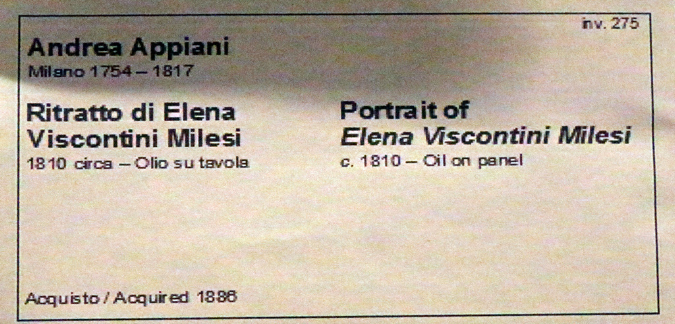 inv. 275
Andrea Appiani
Milano 1754 – 1817
Ritratto di Elena
Viscontini Milesi
1810 circa – Olio su tavola
Portrait of
Elena Viscontini Milesi
c. 1810 – Oil on panel
Acquisto / Acquired 1886